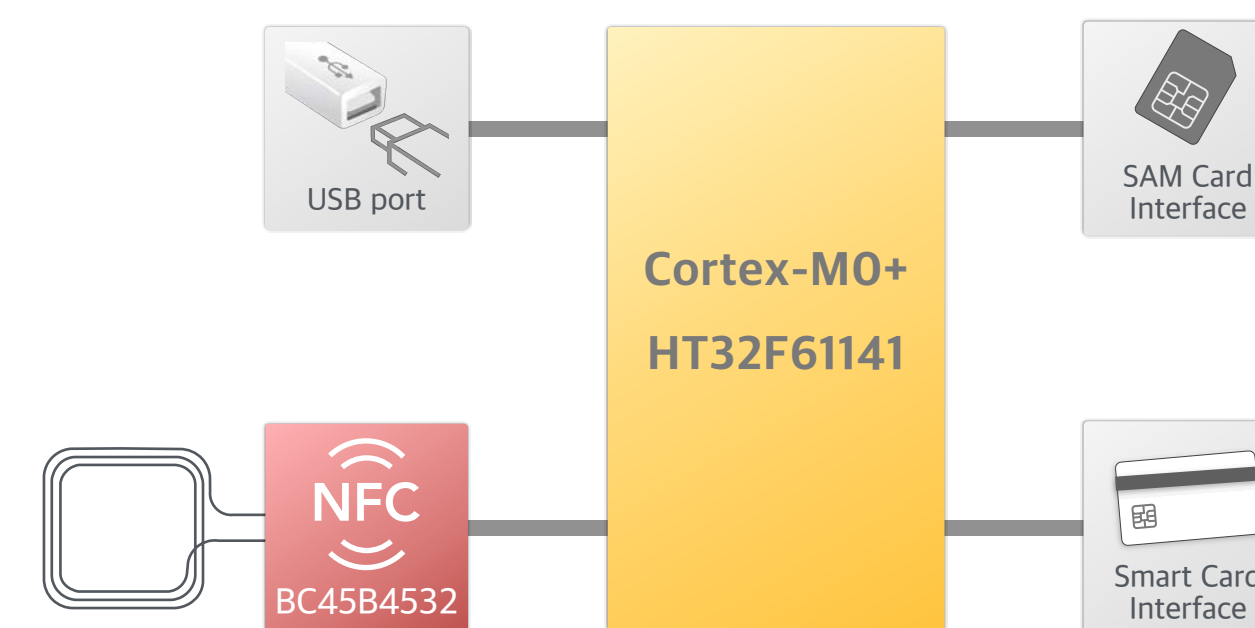 USB port
SAM Card
Interface
Cortex-M0+
HT32F61141
NFC
BC45B4532
Smart Card
Interface